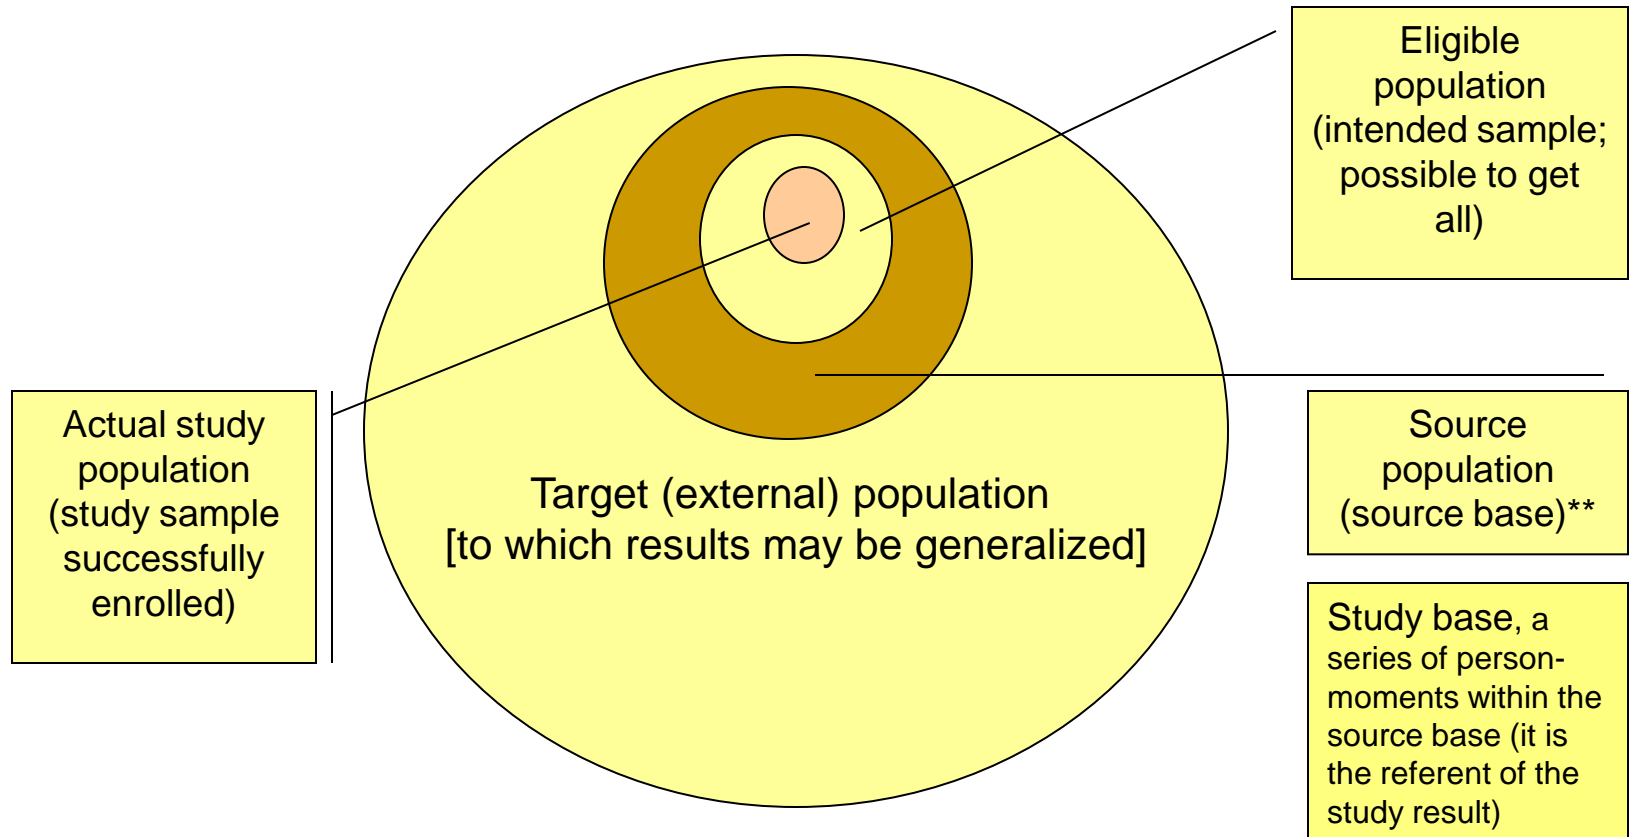 Eligible
population
(intended sample;
possible to get
all)
Actual study
population
(study sample
successfully
enrolled)
Target (external) population
[to which results may be generalized]
Source
population
(source base)**
Study base, a
series of person-
moments within the
source base (it is
the referent of the
study result)